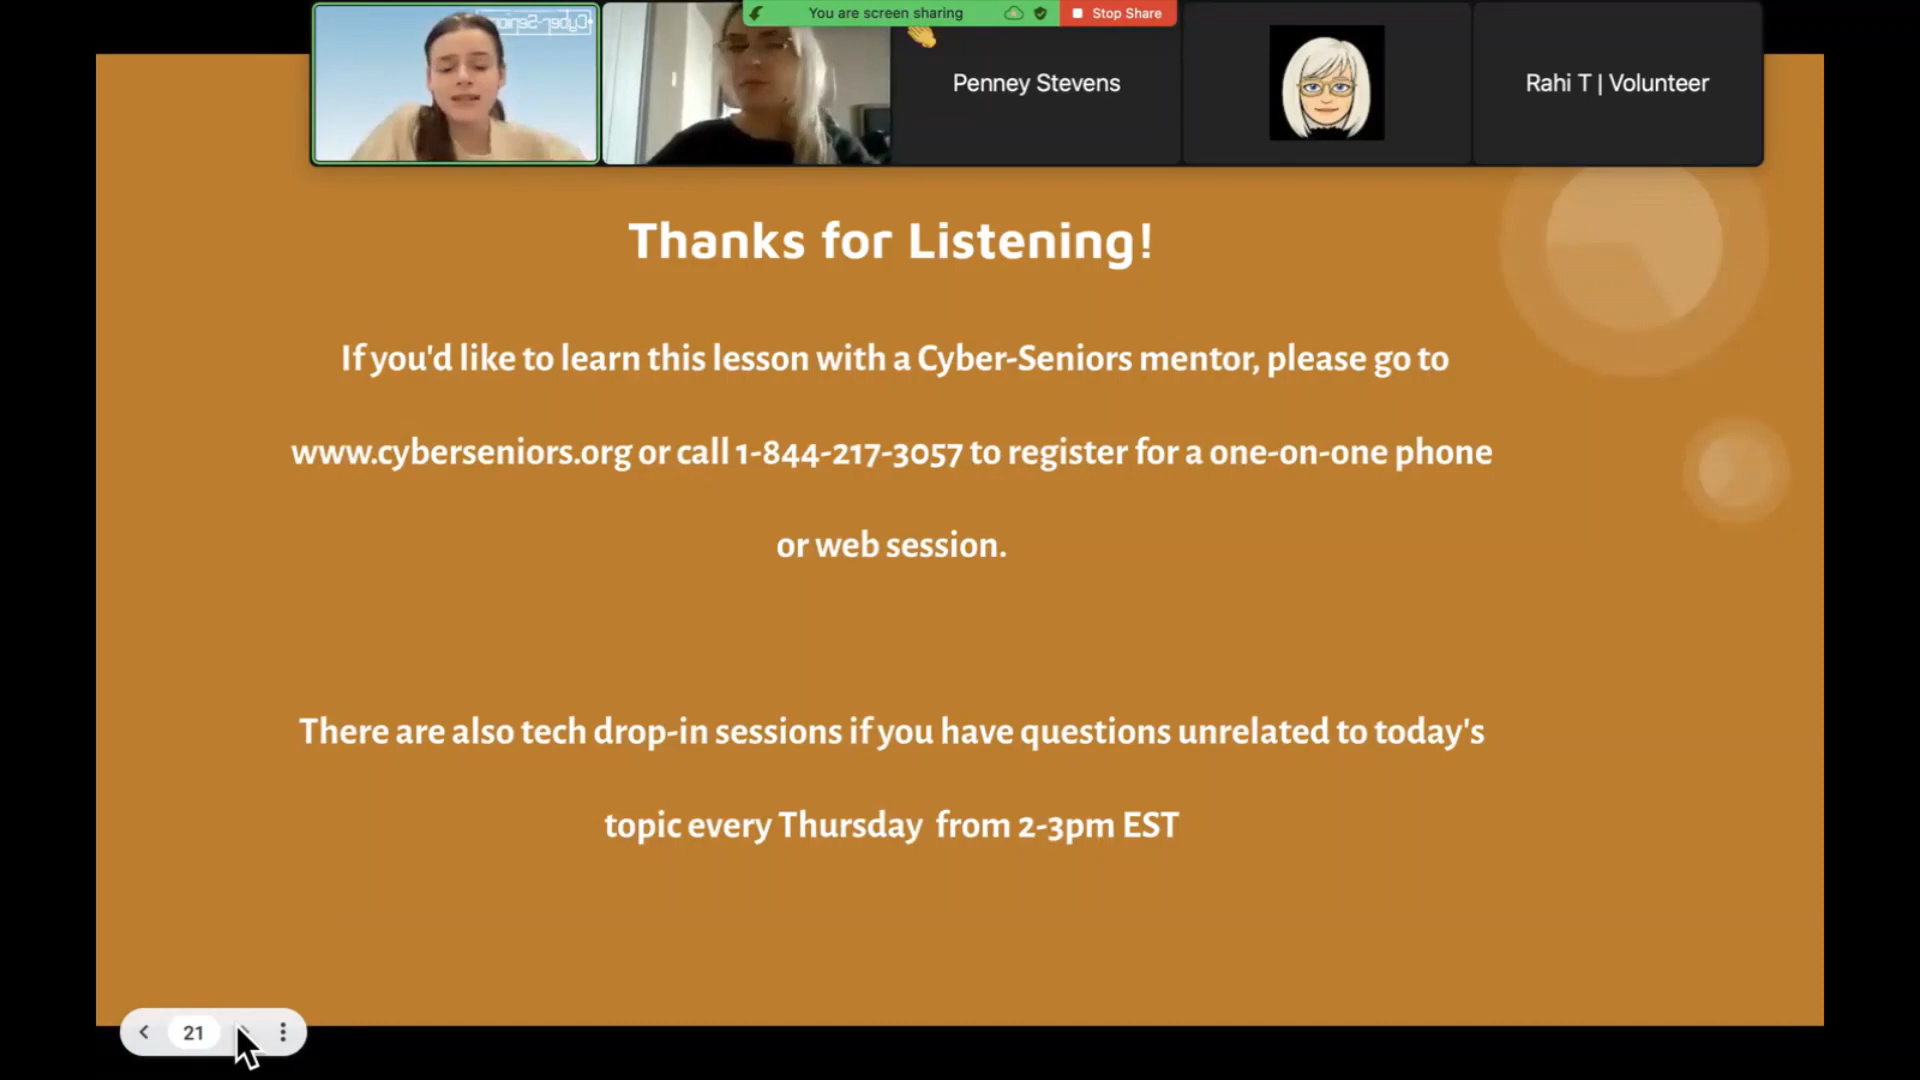 You are screen sharing
Stop Share
Cyber-Seniors
Penney Stevens
Rahi T | Volunteer
Thanks for Listening!
If you'd like to learn this lesson with a Cyber-Seniors mentor, please go to
www.cyberseniors.org or call 1-844-217-3057 to register for a one-on-one phone
or web session.
There are also tech drop-in sessions if you have questions unrelated to today's
topic every Thursday from 2-3pm EST
21